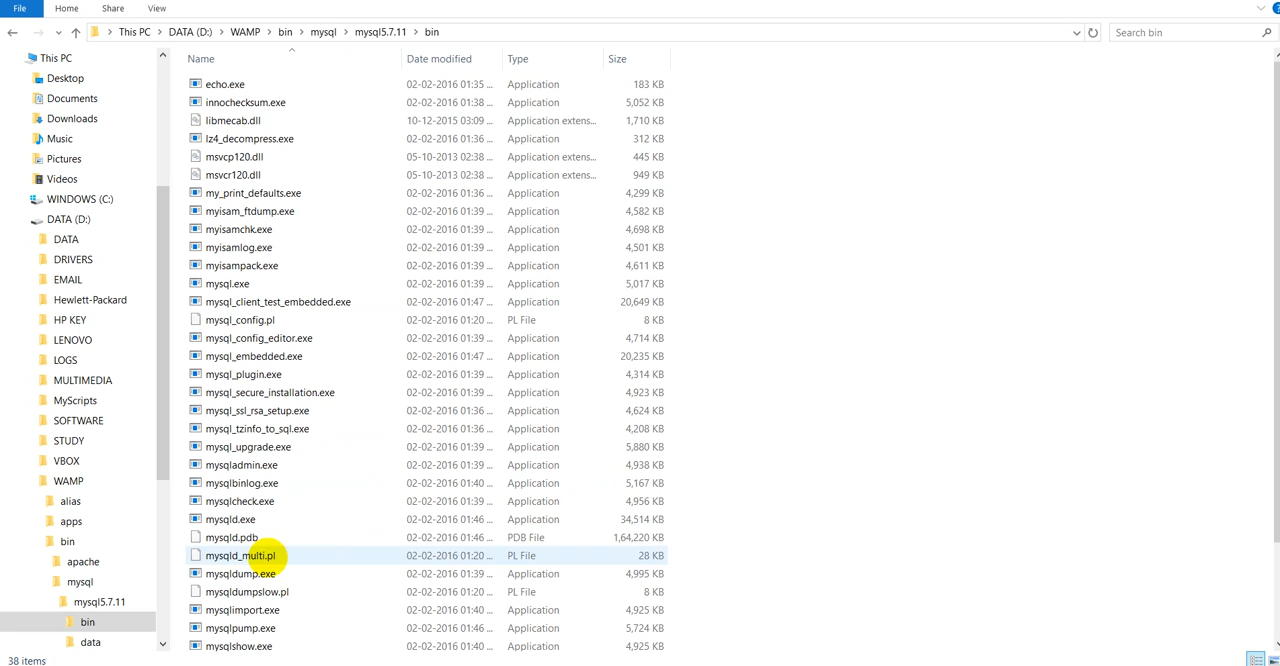 File Home Share View
This PC > DATA (D:) > WAMP > bin > mysql > mysql5.7.11 > bin
Search bin
This PC
Desktop
Documents
Downloads
Music
Pictures
Videos
WINDOWS (C:)
DATA (D:)
DATA
DRIVERS
EMAIL
Hewlett-Packard
HP KEY
LENOVO
LOGS
MULTIMEDIA
MyScripts
SOFTWARE
STUDY
VBOX
WAMP
alias
apps
bin
apache
mysql
mysql5.7.11
bin
data
Name Date modified Type Size
echo.exe 02-02-2016 01:35 ... Application 183 KB
innochecksum.exe 02-02-2016 01:38 ... Application 5,052 KB
libmecab.dll 10-12-2015 03:09 ... Application extens... 1,710 KB
lz4_decompress.exe 02-02-2016 01:36 ... Application 312 KB
msvcp120.dll 05-10-2013 02:38 ... Application extens... 445 KB
msvcr120.dll 05-10-2013 02:38 ... Application extens... 949 KB
my_print_defaults.exe 02-02-2016 01:36 ... Application 4,299 KB
myisam_ftdump.exe 02-02-2016 01:39 ... Application 4,582 KB
myisamchk.exe 02-02-2016 01:39 ... Application 4,698 KB
myisamlog.exe 02-02-2016 01:39 ... Application 4,501 KB
myisampack.exe 02-02-2016 01:39 ... Application 4,611 KB
mysql.exe 02-02-2016 01:39 ... Application 5,017 KB
mysql_client_test_embedded.exe 02-02-2016 01:47 ... Application 20,649 KB
mysql_config.pl 02-02-2016 01:20 ... PL File 8 KB
mysql_config_editor.exe 02-02-2016 01:39 ... Application 4,714 KB
mysql_embedded.exe 02-02-2016 01:47 ... Application 20,235 KB
mysql_plugin.exe 02-02-2016 01:39 ... Application 4,314 KB
mysql_secure_installation.exe 02-02-2016 01:39 ... Application 4,923 KB
mysql_ssl_rsa_setup.exe 02-02-2016 01:36 ... Application 4,624 KB
mysql_tzinfo_to_sql.exe 02-02-2016 01:36 ... Application 4,208 KB
mysql_upgrade.exe 02-02-2016 01:39 ... Application 5,880 KB
mysqladmin.exe 02-02-2016 01:39 ... Application 4,938 KB
mysqlbinlog.exe 02-02-2016 01:40 ... Application 5,167 KB
mysqlcheck.exe 02-02-2016 01:39 ... Application 4,956 KB
mysqld.exe 02-02-2016 01:46 ... Application 34,514 KB
mysqld.pdb 02-02-2016 01:46 ... PDB File 1,64,220 KB
mysqld_multi.pl 02-02-2016 01:20 ... PL File 28 KB
mysqldump.exe 02-02-2016 01:39 ... Application 4,995 KB
mysqldumpslow.pl 02-02-2016 01:20 ... PL File 8 KB
mysqlimport.exe 02-02-2016 01:40 ... Application 4,925 KB
mysqlpump.exe 02-02-2016 01:46 ... Application 5,724 KB
mysqlshow.exe 02-02-2016 01:40 ... Application 4,925 KB
38 items